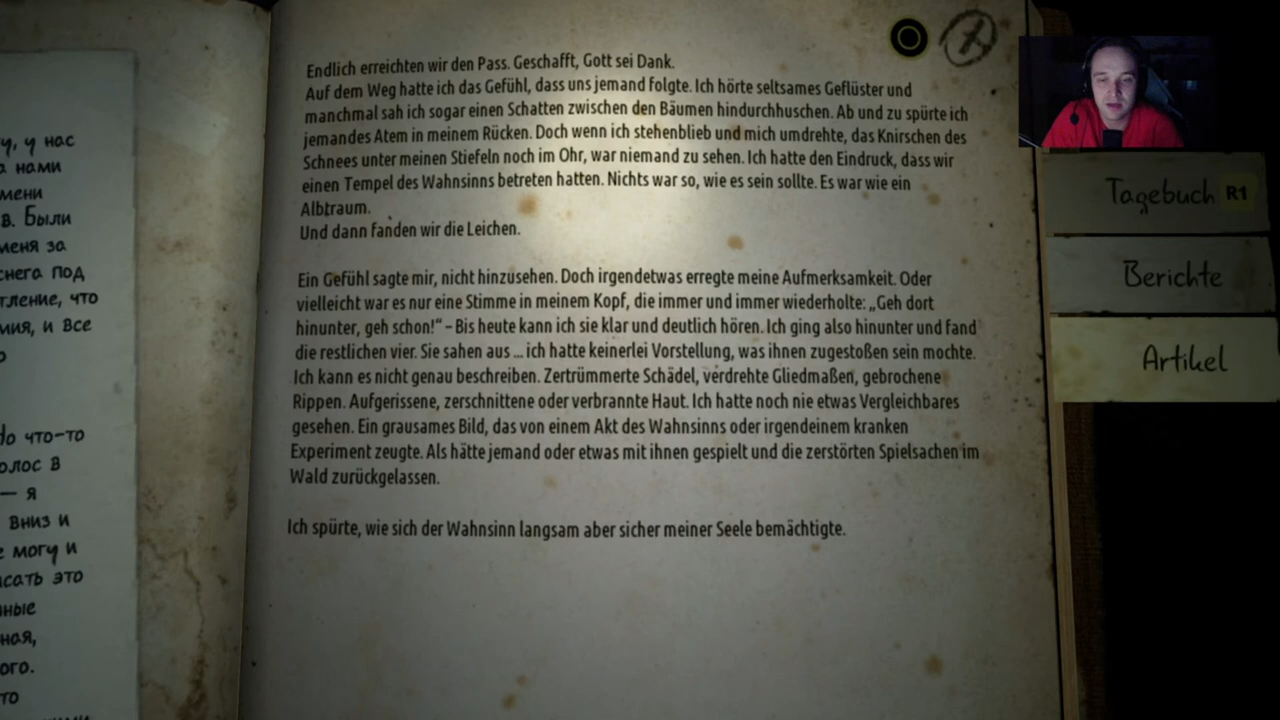 у, у нас
нами
мени
в. Были
меня за
снега под
тление, что
мия, и все
но что-то
олос в
— я
вниз и
е могу и
исать это
ная,
ого.
то
Endlich erreichten wir den Pass. Geschafft, Gott sei Dank.
Auf dem Weg hatte ich das Gefühl, dass uns jemand folgte. Ich hörte seltsames Geflüster und
manchmal sah ich sogar einen Schatten zwischen den Bäumen hindurchhuschen. Ab und zu spürte ich
jemandes Atem in meinem Rücken. Doch wenn ich stehenblieb und mich umdrehte, das Knirschen des
Schnees unter meinen Stiefeln noch im Ohr, war niemand zu sehen. Ich hatte den Eindruck, dass wir
einen Tempel des Wahnsinns betreten hatten. Nichts war so, wie es sein sollte. Es war wie ein
Albtraum.
Und dann fanden wir die Leichen.
Ein Gefühl sagte mir, nicht hinzusehen. Doch irgendetwas erregte meine Aufmerksamkeit. Oder
vielleicht war es nur eine Stimme in meinem Kopf, die immer und immer wiederholte: „Geh dort
hinunter, geh schon!“ – Bis heute kann ich sie klar und deutlich hören. Ich ging also hinunter und fand
die restlichen vier. Sie sahen aus ... ich hatte keinerlei Vorstellung, was ihnen zugestoßen sein mochte.
Ich kann es nicht genau beschreiben. Zertrümmerte Schädel, verdrehte Gliedmaßen, gebrochene
Rippen. Aufgerissene, zerschnittene oder verbrannte Haut. Ich hatte noch nie etwas Vergleichbares
gesehen. Ein grausames Bild, das von einem Akt des Wahnsinns oder irgendeinem kranken
Experiment zeugte. Als hätte jemand oder etwas mit ihnen gespielt und die zerstörten Spielsachen im
Wald zurückgelassen.
Ich spürte, wie sich der Wahnsinn langsam aber sicher meiner Seele bemächtigte.
Tagebuch R1
Berichte
Artikel